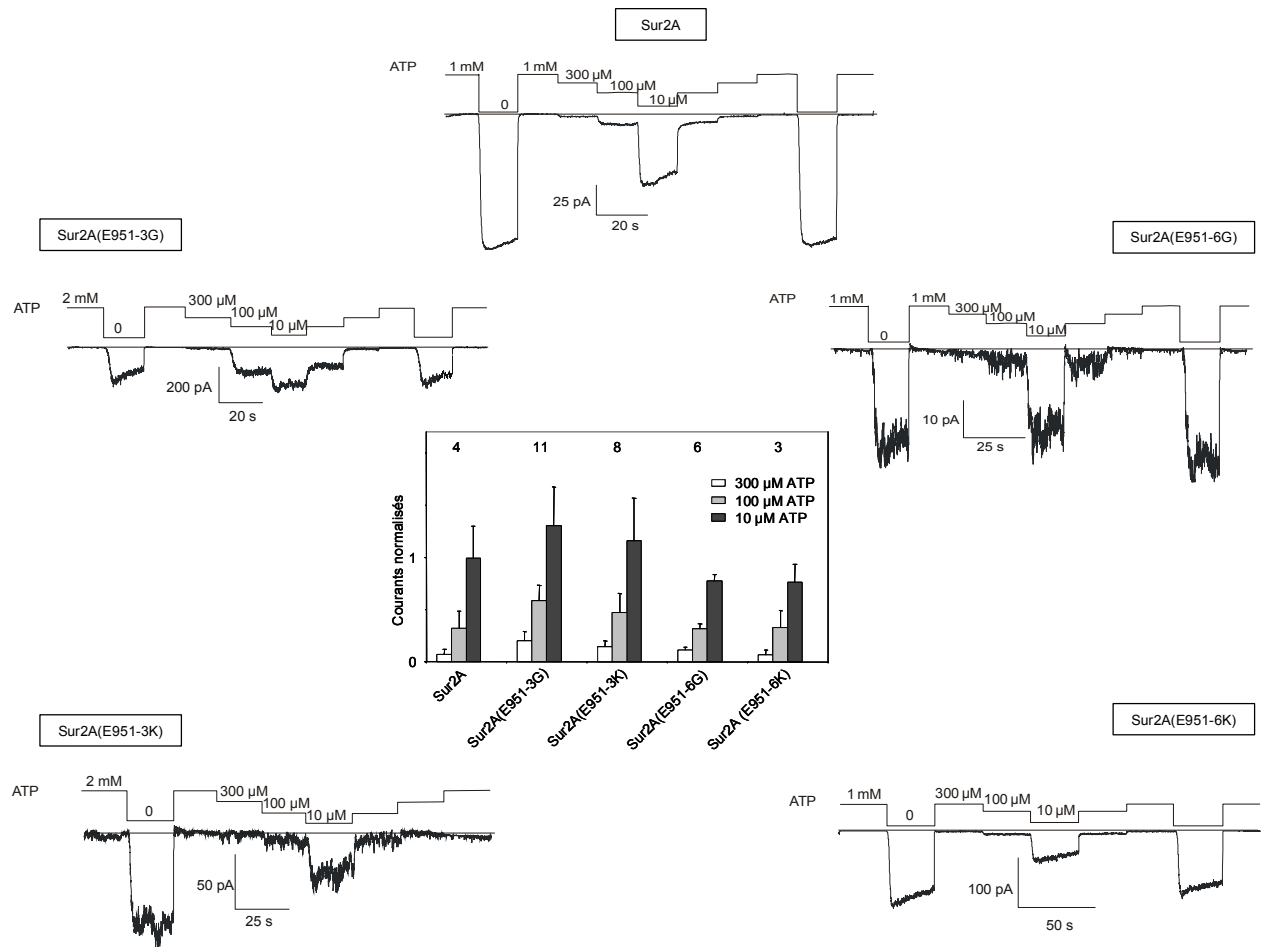 Sur2A
ATP
1 mM
0
1 mM
300 µM
100 µM
10 µM
25 pA
20 s
Sur2A(E951-3G)
ATP
2 mM
0
300 µM
100 µM
10 µM
200 pA
20 s
Sur2A(E951-6G)
ATP
1 mM
0
1 mM
300 µM
100 µM
10 µM
10 pA
25 s
4 11 8 6 3
300 µM ATP
100 µM ATP
10 µM ATP
Courants normalisés
1
0
Sur2A
Sur2A(E951-3G)
Sur2A(E951-3K)
Sur2A(E951-6G)
Sur2A (E951-6K)
Sur2A(E951-3K)
ATP
2 mM
0
300 µM
100 µM
10 µM
50 pA
25 s
Sur2A(E951-6K)
ATP
1 mM
0
300 µM
100 µM
10 µM
100 pA
50 s